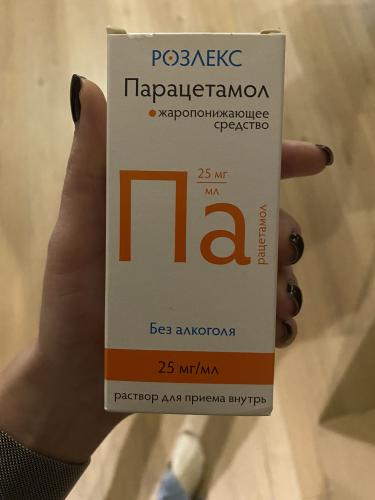 РОЗЛЕКС
Парацетамол
жаропонижающее
средство
25 мг
мл
Па
рацетамол
Без алкоголя
25 мг/мл
раствор для приема внутрь